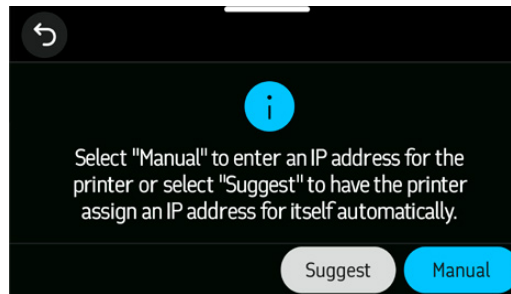 Select "Manual" to enter an IP address for the
printer or select "Suggest" to have the printer
assign an IP address for itself automatically.
Suggest Manual